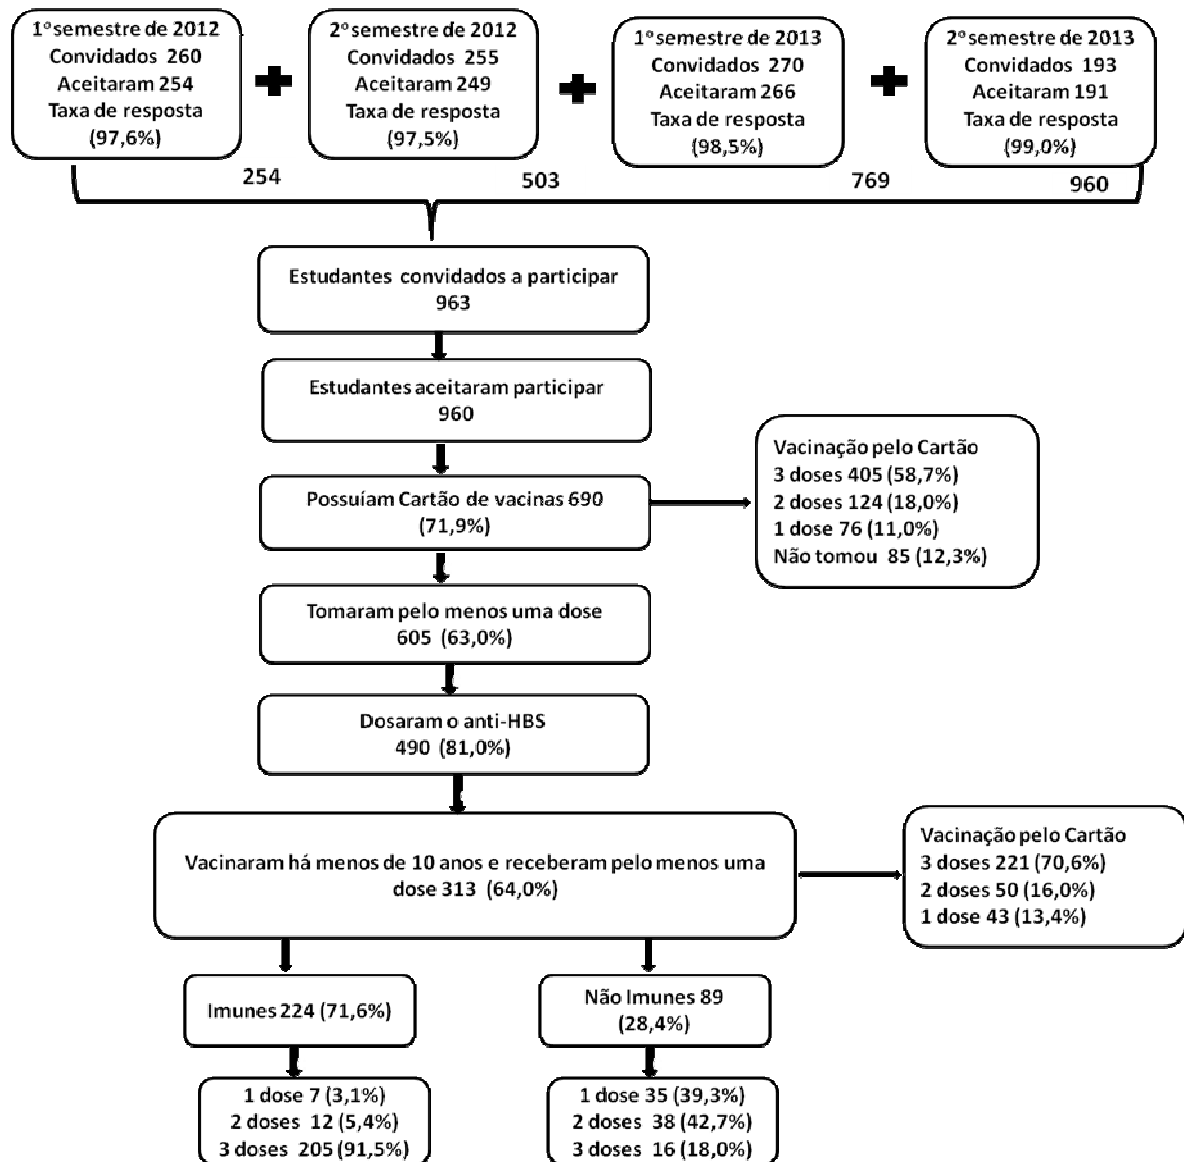 1º semestre de 2012
Convidados 260
Aceitaram 254
Taxa de resposta
(97,6%)
2º semestre de 2012
Convidados 255
Aceitaram 249
Taxa de resposta
(97,5%)
1º semestre de 2013
Convidados 270
Aceitaram 266
Taxa de resposta
(98,5%)
2º semestre de 2013
Convidados 193
Aceitaram 191
Taxa de resposta
(99,0%)
254
503
769
960
Estudantes convidados a participar
963
Estudantes aceitaram participar
960
Possuíam Cartão de vacinas 690
(71,9%)
Vacinação pelo Cartão
3 doses 405 (58,7%)
2 doses 124 (18,0%)
1 dose 76 (11,0%)
Não tomou 85 (12,3%)
Tomaram pelo menos uma dose
605 (63,0%)
Dosaram o anti-HBS
490 (81,0%)
Vacinaram há menos de 10 anos e receberam pelo menos uma
dose 313 (64,0%)
Vacinação pelo Cartão
3 doses 221 (70,6%)
2 doses 50 (16,0%)
1 dose 43 (13,4%)
Imunes 224 (71,6%)
Não Imunes 89
(28,4%)
1 dose 7 (3,1%)
2 doses 12 (5,4%)
3 doses 205 (91,5%)
1 dose 35 (39,3%)
2 doses 38 (42,7%)
3 doses 16 (18,0%)